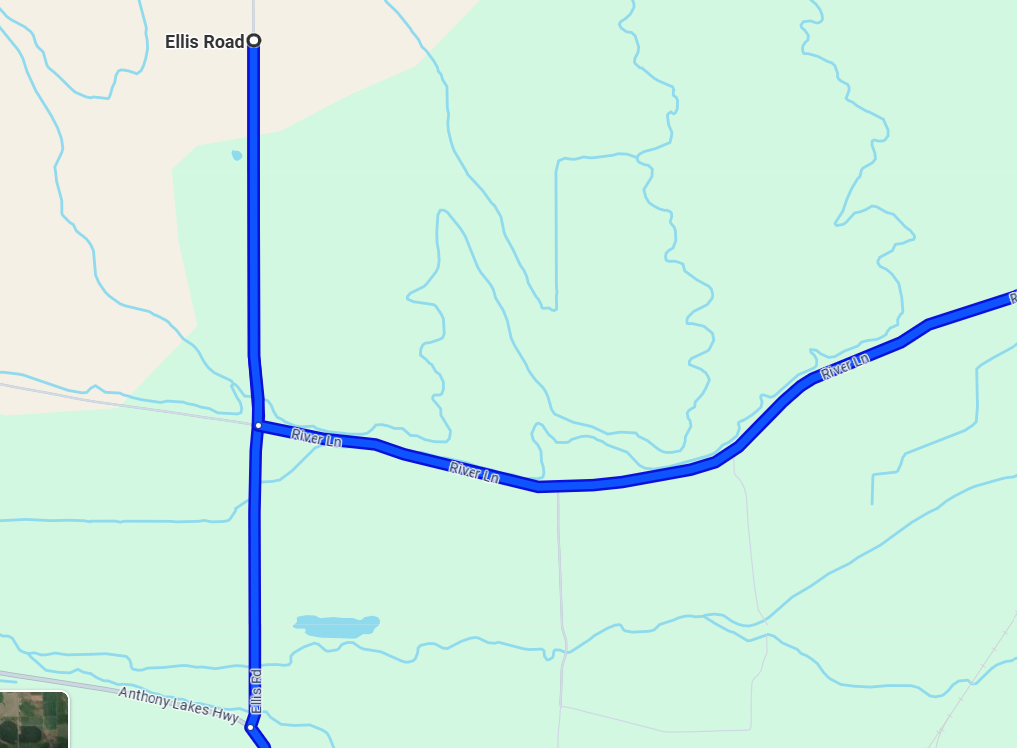 Ellis Road
River Ln
River Ln
River Ln
Ellis Rd
Anthony Lakes Hwy